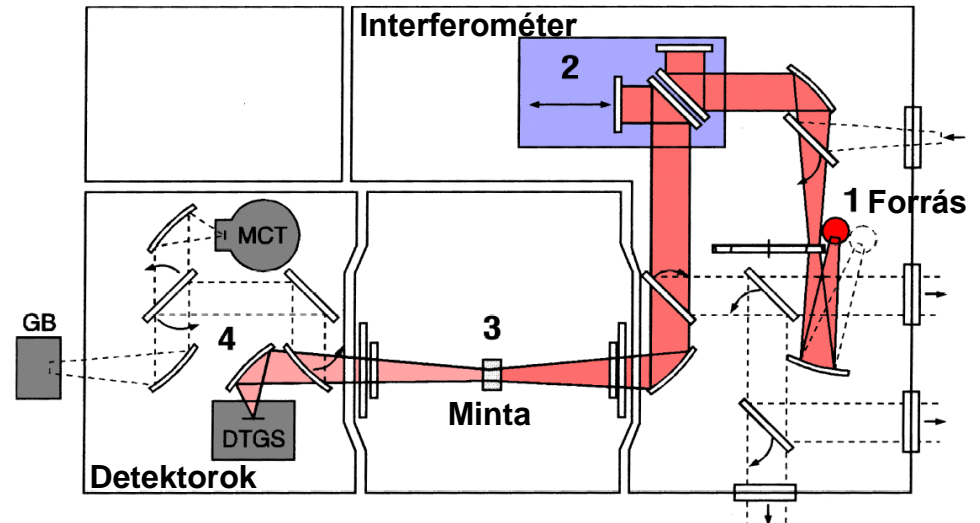 Interferométer
2
1 Forrás
MCT
GB
4
3
Minta
DTGS
Detektorok